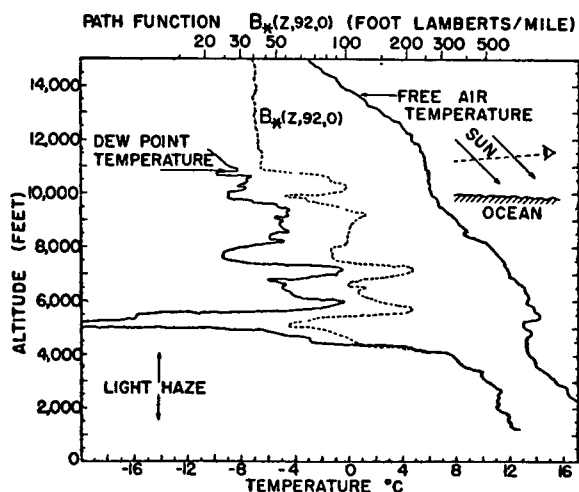 PATH FUNCTION B*(Z,92,0) (FOOT LAMBERTS/MILE)
20 30 50 100 200 300 500
14,000
12,000
10,000
8,000
6,000
4,000
2,000
0
ALTITUDE (FEET)
B*(Z,92,0)
FREE AIR
TEMPERATURE
DEW POINT
TEMPERATURE
SUN
OCEAN
LIGHT HAZE
-16 -12 -8 -4 0 4 8 12 16
TEMPERATURE °C